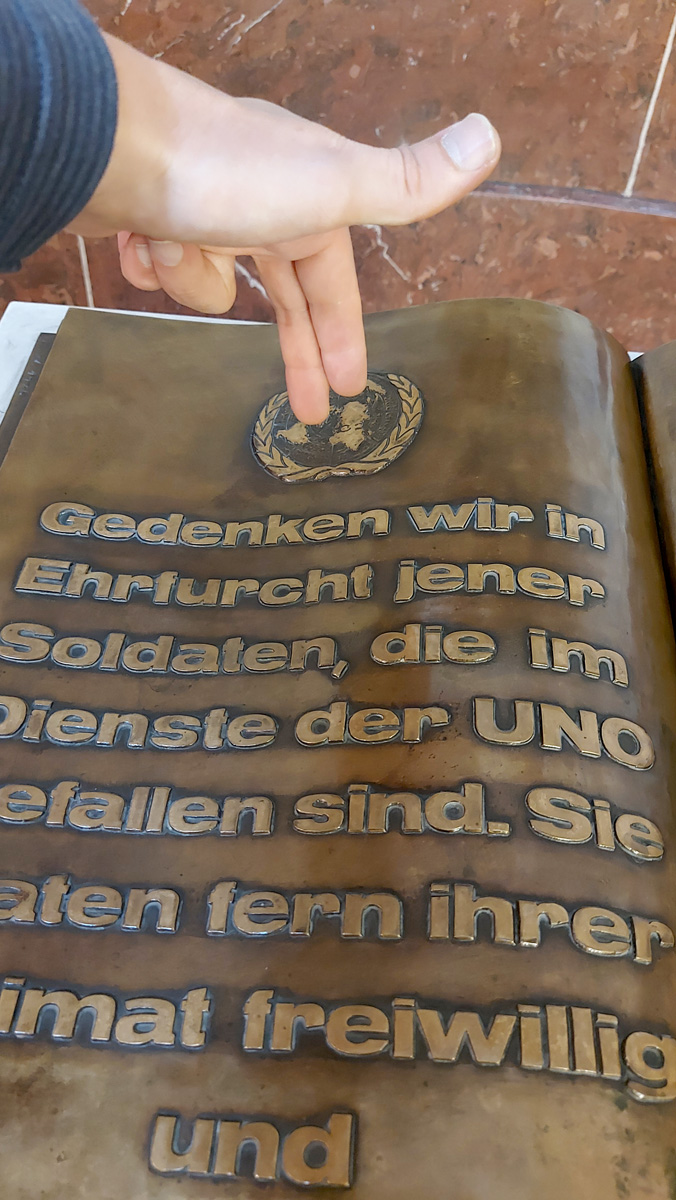 Gedenken wir in
Ehrfurcht jener
Soldaten, die im
Dienste der UNO
efallen sind. Sie
aten fern ihrer
imat freiwillig
und